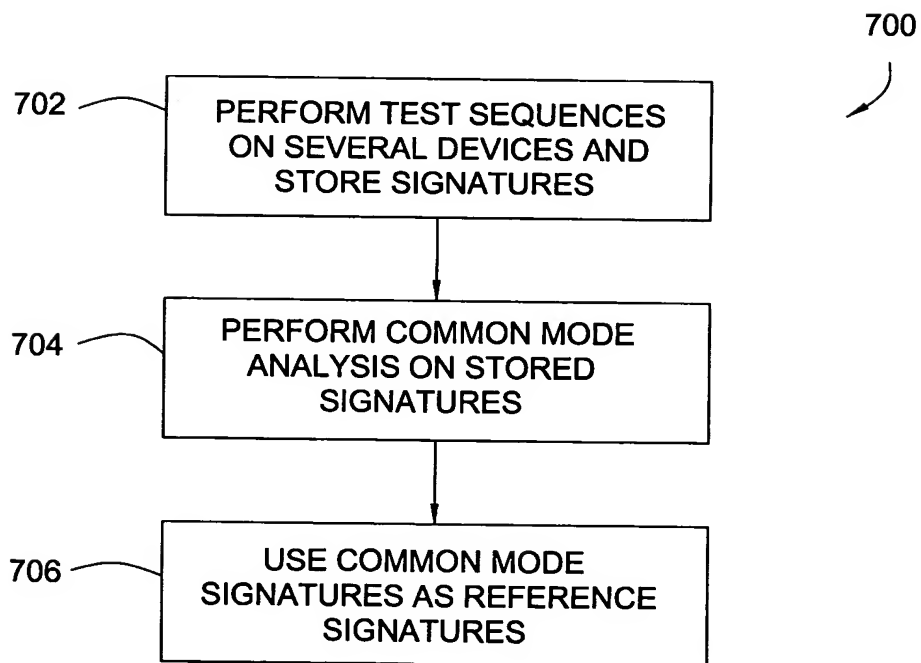 700
702
PERFORM TEST SEQUENCES
ON SEVERAL DEVICES AND
STORE SIGNATURES
704
PERFORM COMMON MODE
ANALYSIS ON STORED
SIGNATURES
706
USE COMMON MODE
SIGNATURES AS REFERENCE
SIGNATURES